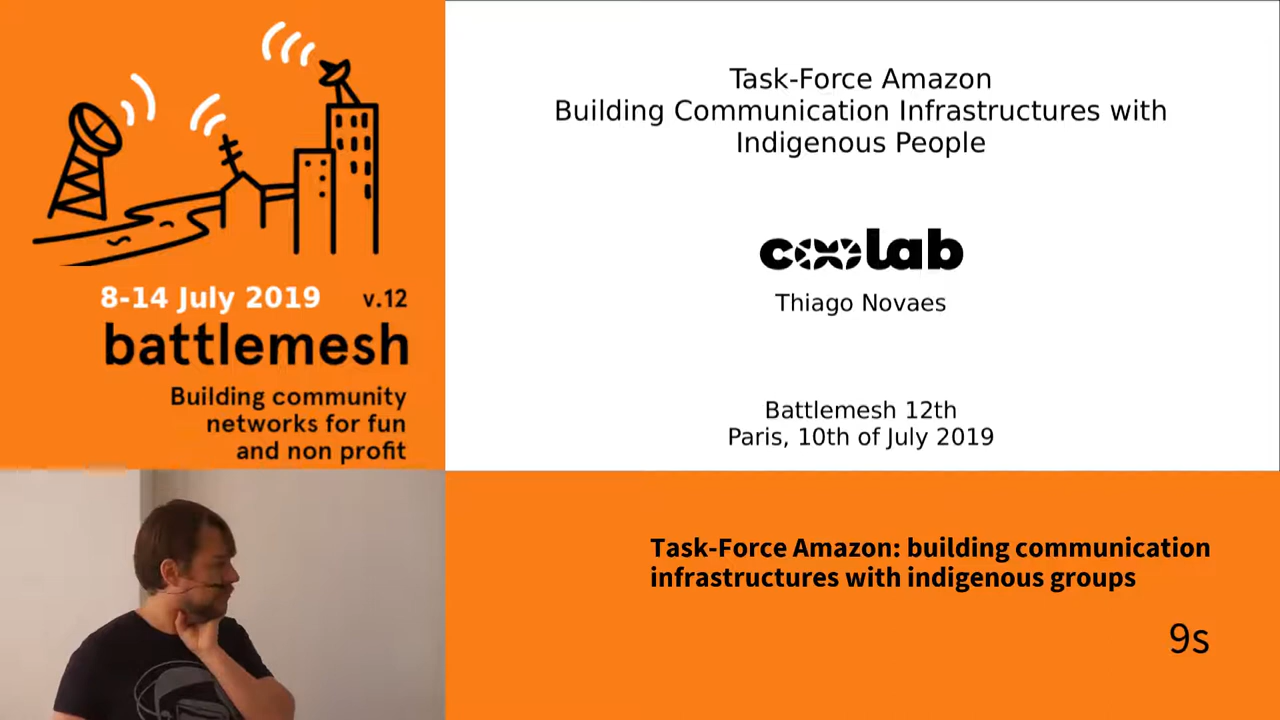 8-14 July 2019 v.12
battlemesh
Building community
networks for fun
and non profit
Task-Force Amazon
Building Communication Infrastructures with
Indigenous People
coolab
Thiago Novaes
Battlemesh 12th
Paris, 10th of July 2019
Task-Force Amazon: building communication
infrastructures with indigenous groups
9s